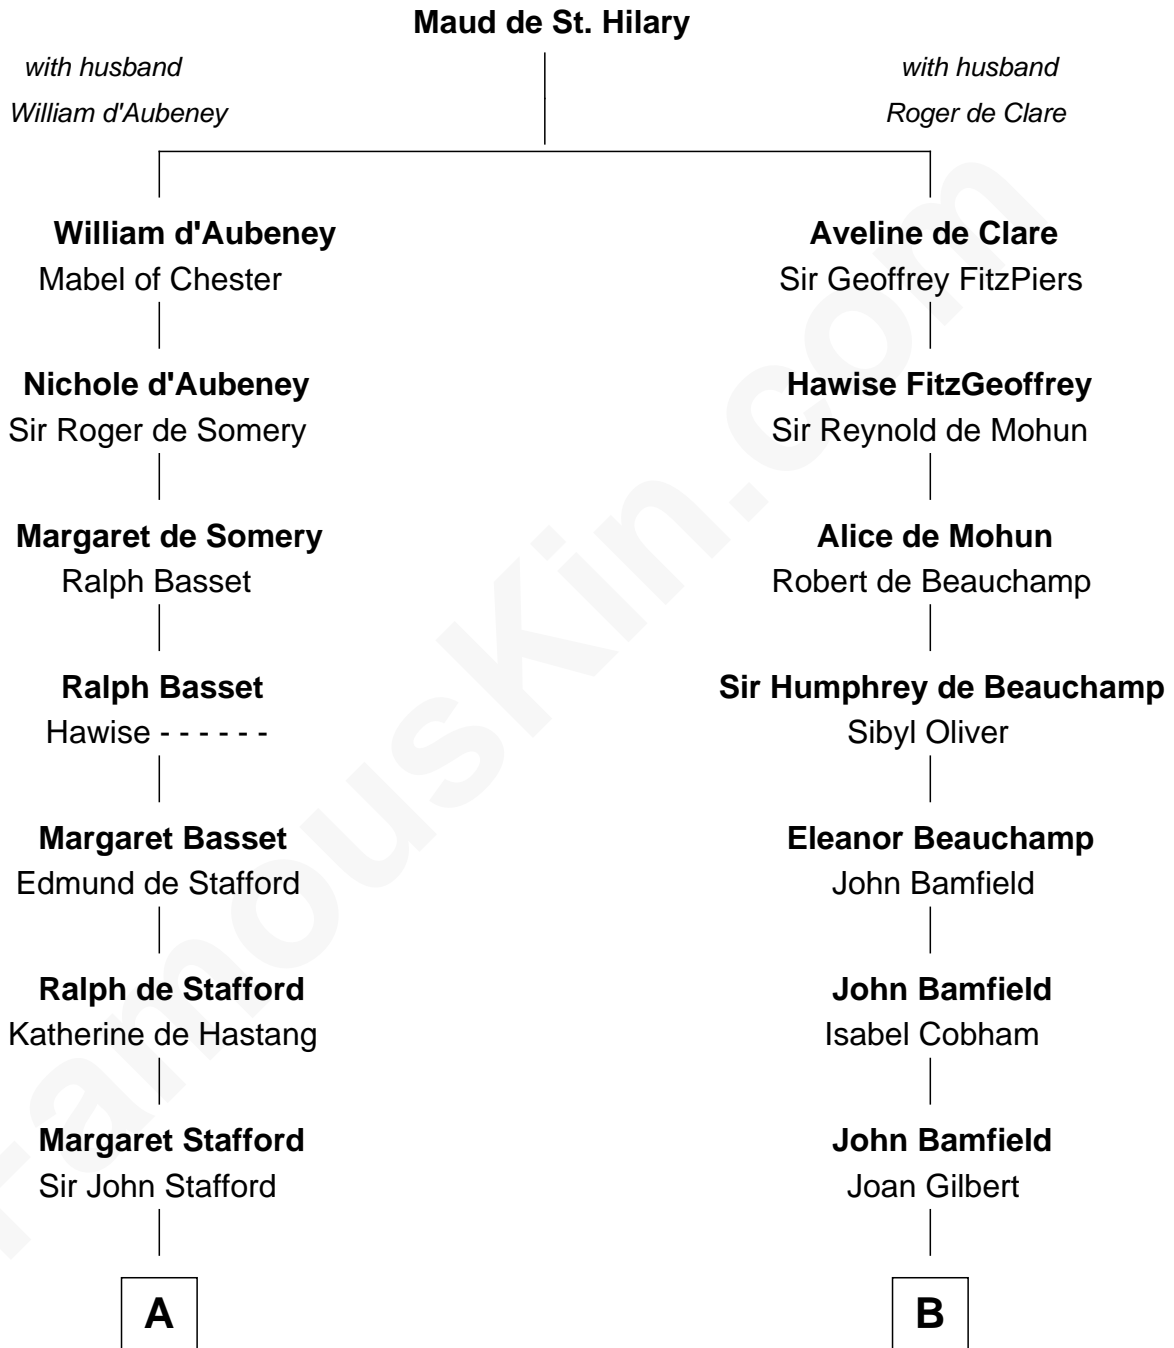 Maud de St. Hilary
with husband
William d'Aubeney
with husband
Roger de Clare
William d'Aubeney
Mabel of Chester
Aveline de Clare
Sir Geoffrey FitzPiers
Nichole d'Aubeney
Sir Roger de Somery
Hawise FitzGeoffrey
Sir Reynold de Mohun
Margaret de Somery
Ralph Basset
Alice de Mohun
Robert de Beauchamp
Ralph Basset
Hawise - - - - - -
Sir Humphrey de Beauchamp
Sibyl Oliver
Margaret Basset
Edmund de Stafford
Eleanor Beauchamp
John Bamfield
Ralph de Stafford
Katherine de Hastang
John Bamfield
Isabel Cobham
Margaret Stafford
Sir John Stafford
John Bamfield
Joan Gilbert
A
B
FamousKin.com